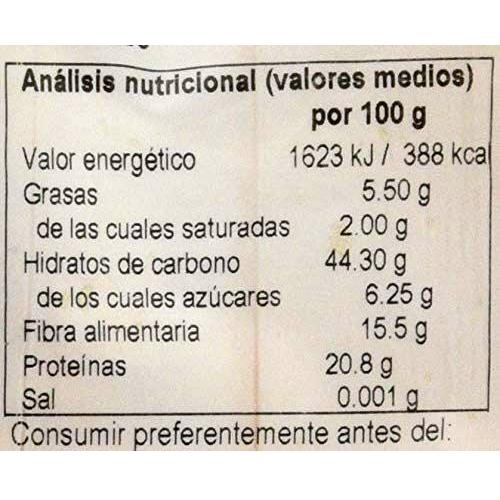 Análisis nutricional (valores medios)
por 100 g
Valor energético 1623 kJ / 388 kcal
Grasas 5.50 g
de las cuales saturadas 2.00 g
Hidratos de carbono 44.30 g
de los cuales azúcares 6.25 g
Fibra alimentaria 15.5 g
Proteínas 20.8 g
Sal 0.001 g
Consumir preferentemente antes del: